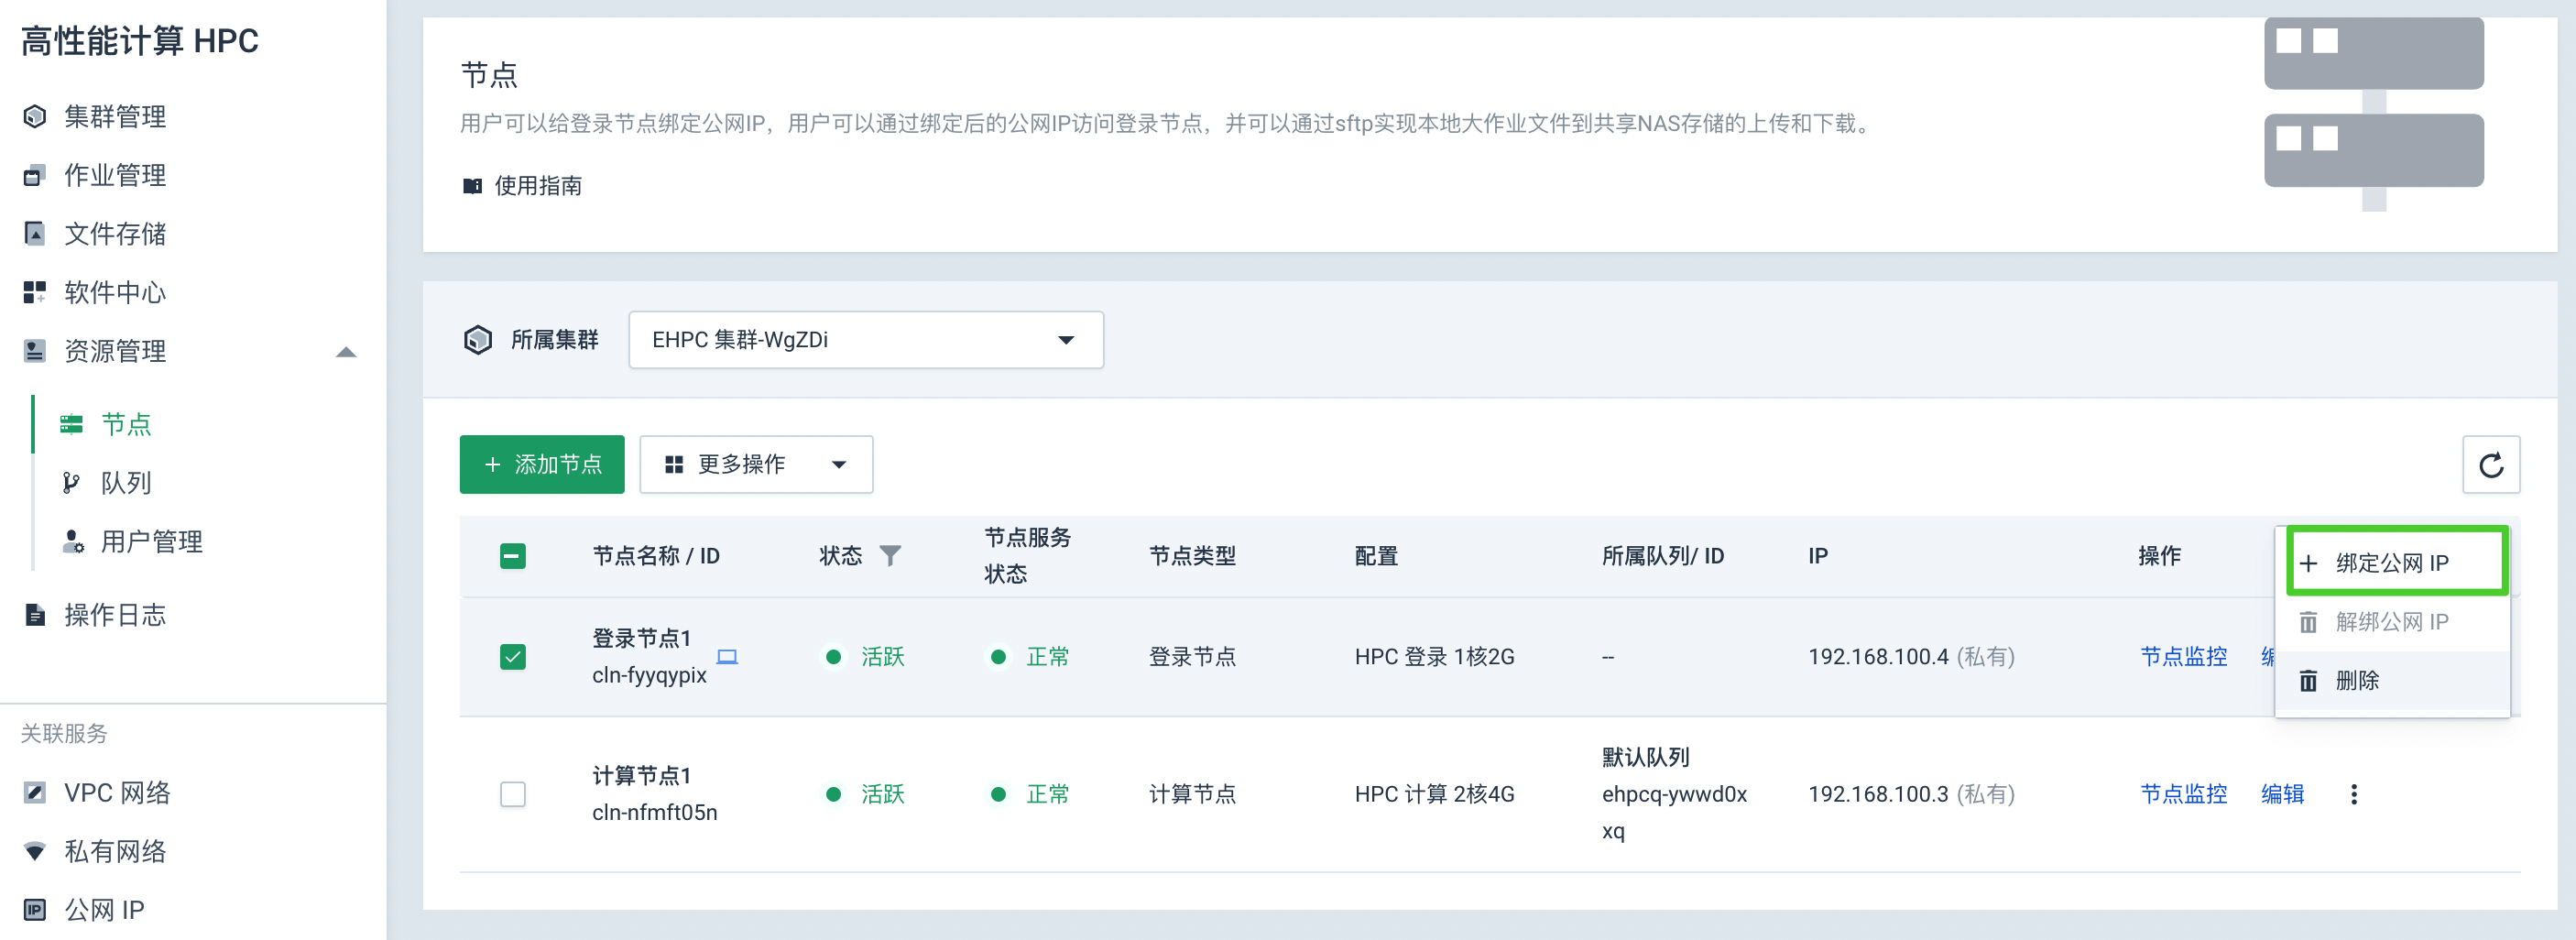 高性能计算 HPC
集群管理
作业管理
文件存储
软件中心
资源管理
节点
队列
用户管理
操作日志
关联服务
VPC 网络
私有网络
公网 IP
节点
用户可以给登录节点绑定公网IP，用户可以通过绑定后的公网IP访问登录节点，并可以通过sftp实现本地大作业文件到共享NAS存储的上传和下载。
使用指南
所属集群
EHPC 集群-WgZDi
添加节点
更多操作
节点名称 / ID
状态
节点服务
状态
节点类型
配置
所属队列/ ID
IP
操作
登录节点1
cln-fyyqypix
活跃
正常
登录节点
HPC 登录 1核2G
--
192.168.100.4 (私有)
节点监控
绑定公网 IP
解绑公网 IP
删除
计算节点1
cln-nfmft05n
活跃
正常
计算节点
HPC 计算 2核4G
默认队列
ehpcq-ywwd0x
xq
192.168.100.3 (私有)
节点监控
编辑